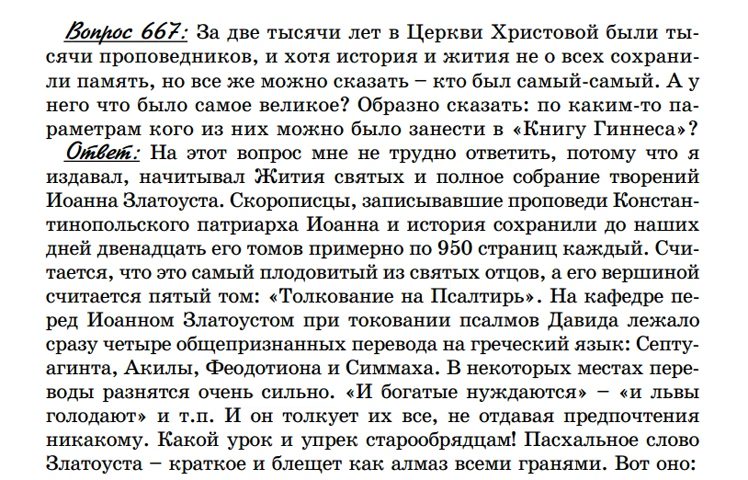 Вопрос 667: За две тысячи лет в Церкви Христовой были ты-
сячи проповедников, и хотя история и жития не о всех сохрани-
ли память, но все же можно сказать – кто был самый-самый. А у
него что было самое великое? Образно сказать: по каким-то па-
раметрам кого из них можно было занести в «Книгу Гиннеса»?
Ответ: На этот вопрос мне не трудно ответить, потому что я
издавал, начитывал Жития святых и полное собрание творений
Иоанна Златоуста. Скорописцы, записывавшие проповеди Констан-
тинопольского патриарха Иоанна и история сохранили до наших
дней двенадцать его томов примерно по 950 страниц каждый. Счи-
тается, что это самый плодовитый из святых отцов, а его вершиной
считается пятый том: «Толкование на Псалтирь». На кафедре пе-
ред Иоанном Златоустом при токовании псалмов Давида лежало
сразу четыре общепризнанных перевода на греческий язык: Септу-
агинта, Акилы, Феодотиона и Симмаха. В некоторых местах пере-
воды разнятся очень сильно. «И богатые нуждаются» – «и львы
голодают» и т.п. И он толкует их все, не отдавая предпочтения
никакому. Какой урок и упрек старообрядцам! Пасхальное слово
Златоуста – краткое и блещет как алмаз всеми гранями. Вот оно: